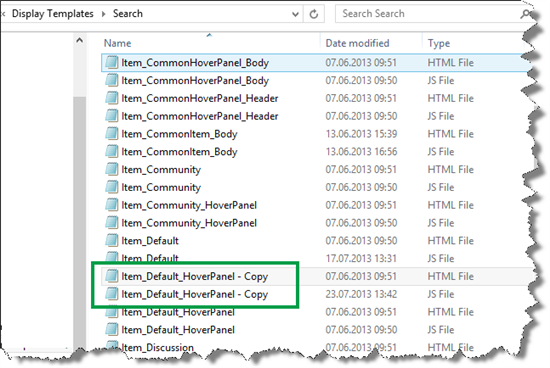 « Display Templates › Search
Search Search
Name Date modified Type
Item_CommonHoverPanel_Body 07.06.2013 09:51 HTML File
Item_CommonHoverPanel_Body 07.06.2013 09:50 JS File
Item_CommonHoverPanel_Header 07.06.2013 09:51 HTML File
Item_CommonHoverPanel_Header 07.06.2013 09:50 JS File
Item_CommonItem_Body 13.06.2013 15:39 HTML File
Item_CommonItem_Body 13.06.2013 16:56 JS File
Item_Community 07.06.2013 09:51 HTML File
Item_Community 07.06.2013 09:50 JS File
Item_Community_HoverPanel 07.06.2013 09:51 HTML File
Item_Community_HoverPanel 07.06.2013 09:50 JS File
Item_Default 07.06.2013 09:51 HTML File
Item_Default 17.07.2013 13:31 JS File
Item_Default_HoverPanel - Copy 07.06.2013 09:51 HTML File
Item_Default_HoverPanel - Copy 23.07.2013 13:42 JS File
Item_Default_HoverPanel 07.06.2013 09:51 HTML File
Item_Default_HoverPanel 07.06.2013 09:50 JS File
Item_Discussion 07.06.2013 09:51 HTML File